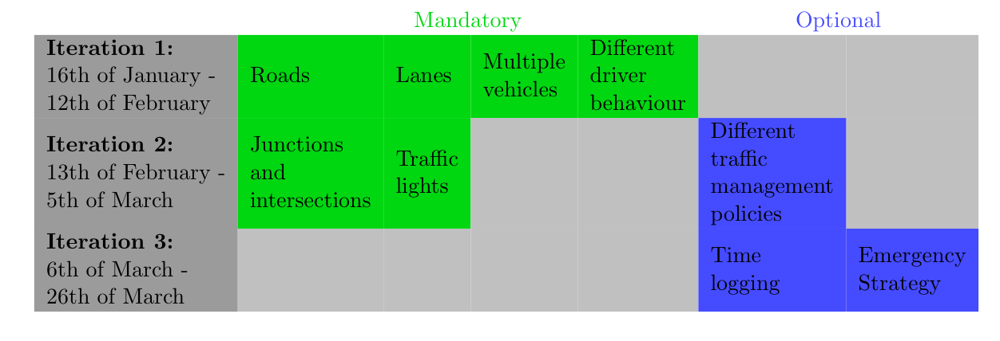 Mandatory
Optional
Iteration 1:
16th of January -
12th of February
Roads
Lanes
Multiple
vehicles
Different
driver
behaviour
Iteration 2:
13th of February -
5th of March
Junctions
and
intersections
Traffic
lights
Different
traffic
management
policies
Iteration 3:
6th of March -
26th of March
Time
logging
Emergency
Strategy